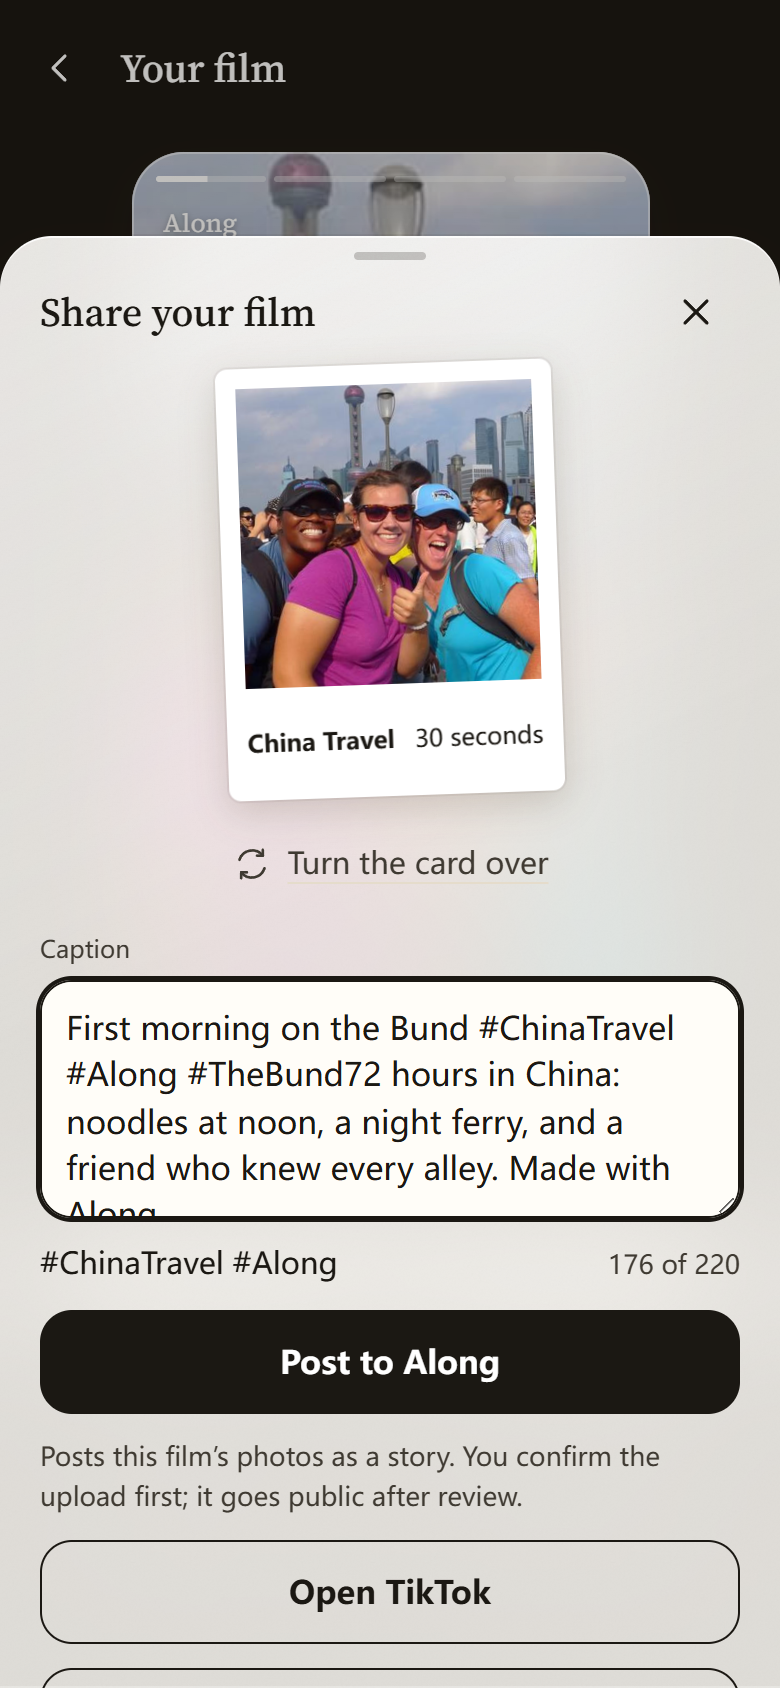 Your film
Along
Share your film
China Travel 30 seconds
Turn the card over
Caption
First morning on the Bund #ChinaTravel
#Along #TheBund72 hours in China:
noodles at noon, a night ferry, and a
friend who knew every alley. Made with
Along
#ChinaTravel #Along
176 of 220
Post to Along
Posts this film’s photos as a story. You confirm the
upload first; it goes public after review.
Open TikTok